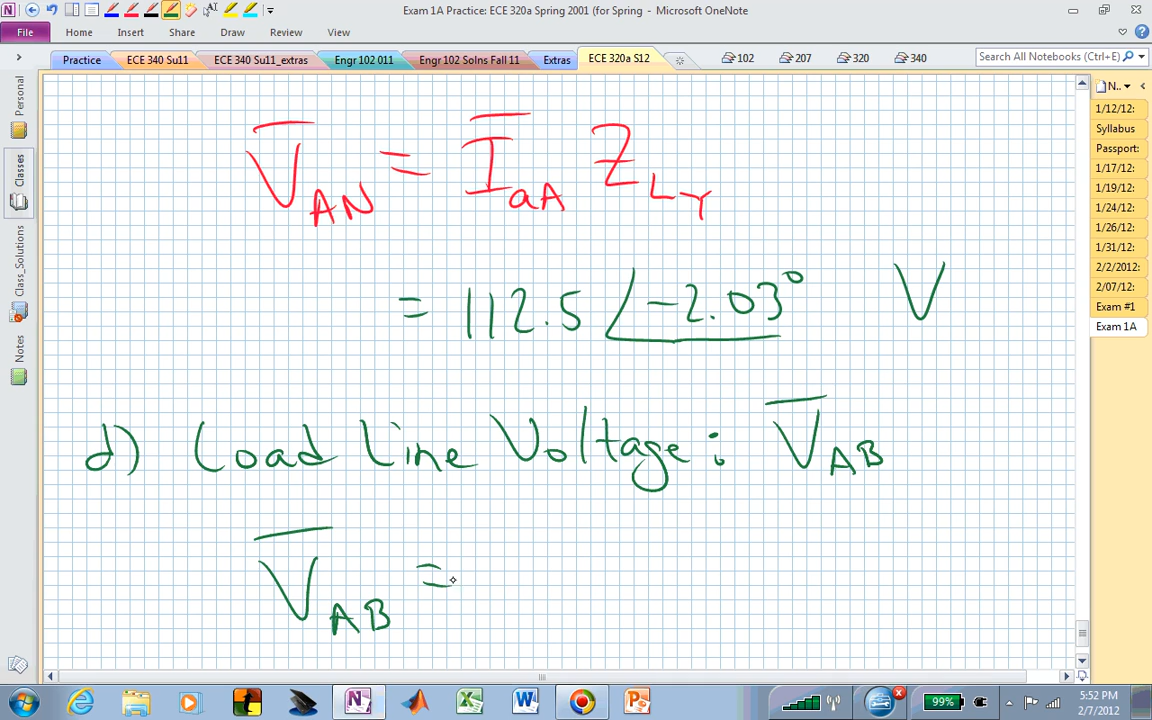 Exam 1A Practice: ECE 320a Spring 2001 (for Spring - Microsoft OneNote
File Home Insert Share Draw Review View
Practice ECE 340 Su11 ECE 340 Su11_extras Engr 102 011 Engr 102 Solns Fall 11 Extras ECE 320a S12 102 207 320 340 Search All Notebooks (Ctrl+E)
N..
Personal
Classes
Class_Solutions
Notes
V̅AN = I̅aA ZLY
= 112.5 ∠-2.03° V
d) Load Line Voltage : V̅AB
V̅AB =
1/12/12:
Syllabus
Passport:
1/17/12:
1/19/12:
1/24/12:
1/26/12:
1/31/12:
2/2/2012:
2/07/12:
Exam #1
Exam 1A
99%
5:52 PM
2/7/2012